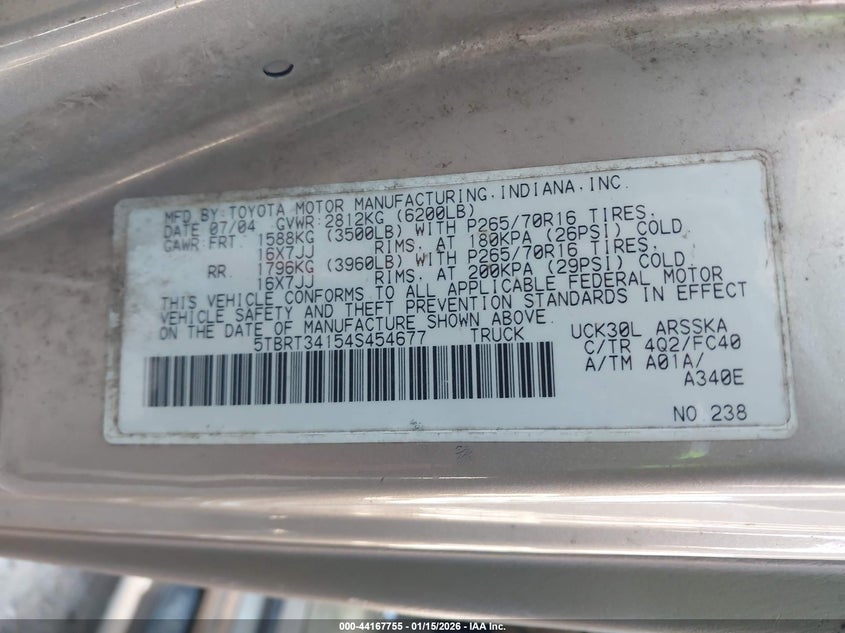 MFD.BY:TOYOTA MOTOR MANUFACTURING.INDIANA.INC.
DATE 07/04 GVWR:2812KG (6200LB)
GAWR:FRT. 1588KG (3500LB) WITH P265/70R16 TIRES.
16X7JJ RIMS. AT 180KPA (26PSI) COLD
RR. 1796KG (3960LB) WITH P265/70R16 TIRES.
16X7JJ RIMS. AT 200KPA (29PSI) COLD
THIS VEHICLE CONFORMS TO ALL APPLICABLE FEDERAL MOTOR
VEHICLE SAFETY AND THEFT PREVENTION STANDARDS IN EFFECT
ON THE DATE OF MANUFACTURE SHOWN ABOVE.
5TBRT34154S454677 TRUCK
UCK30L ARSSKA
C/TR 4Q2/FC40
A/TM A01A/
A340E
NO 238
000-44167755 - 01/15/2026 - IAA Inc.